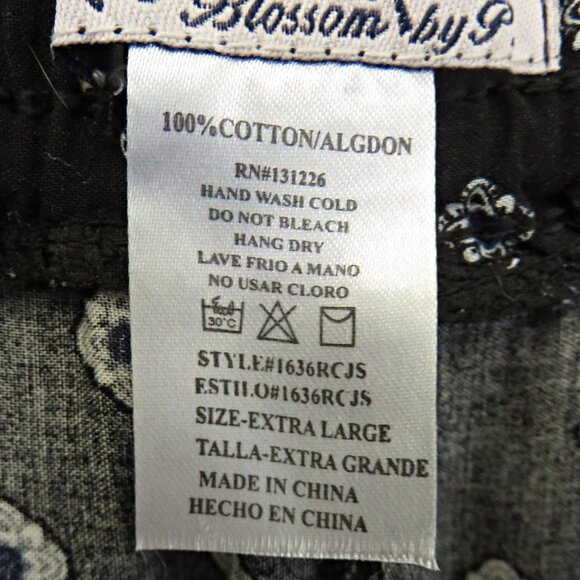 Blossom by P
100%COTTON/ALGDON
RN#131226
HAND WASH COLD
DO NOT BLEACH
HANG DRY
LAVE FRIO A MANO
NO USAR CLORO
30°C
STYLE#1636RCJS
ESTILO#1636RCJS
SIZE-EXTRA LARGE
TALLA-EXTRA GRANDE
MADE IN CHINA
HECHO EN CHINA